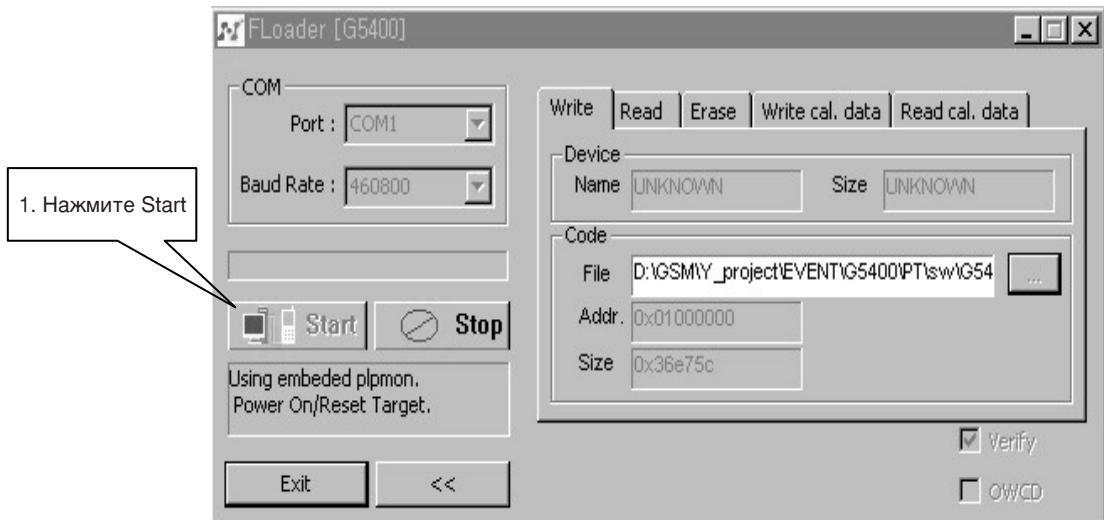 FLoader [G5400]
COM
Port : COM1
Baud Rate : 460800
1. Нажмите Start
Start
Stop
Using embeded plpmon.
Power On/Reset Target.
Exit
<<
Write Read Erase Write cal. data Read cal. data
Device
Name UNKNOWN Size UNKNOWN
Code
File D:\GSM\Y_project\EVENT\G5400\PT\sw\G54 ...
Addr. 0x01000000
Size 0x36e75c
Verify
OWCD